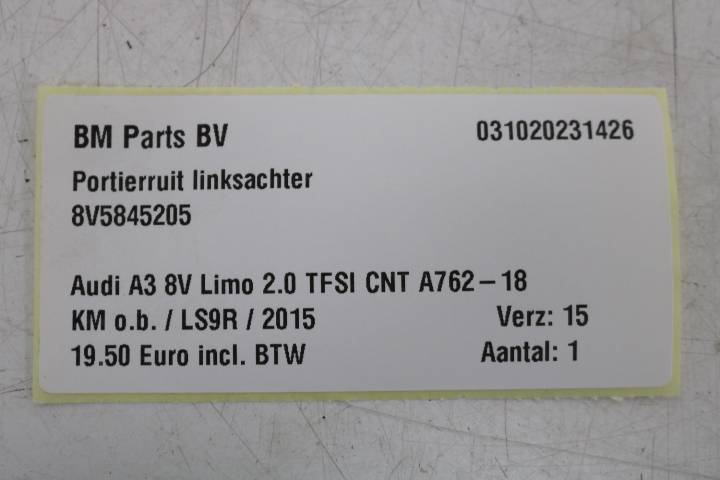 BM Parts BV 031020231426
Portierruit linksachter
8V5845205
Audi A3 8V Limo 2.0 TFSI CNT A762-18
KM o.b. / LS9R / 2015 Verz: 15
19.50 Euro incl. BTW Aantal: 1